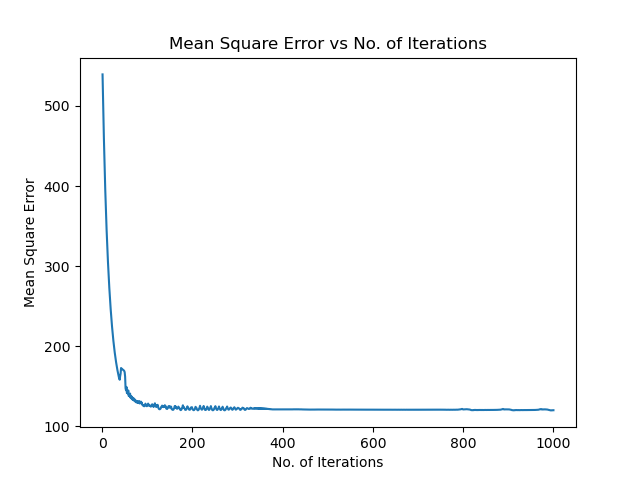 Mean Square Error vs No. of Iterations
500
400
300
200
100
Mean Square Error
0 200 400 600 800 1000
No. of Iterations